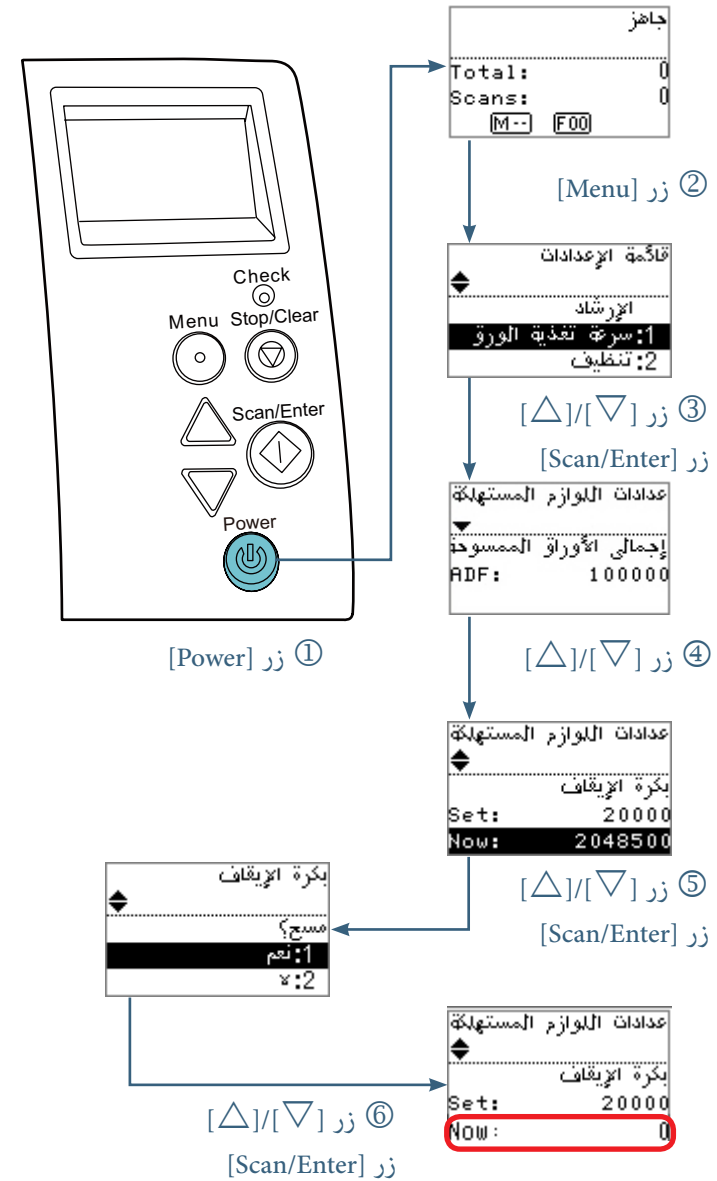 Check
Menu
Stop/Clear
Scan/Enter
Power
① زر [Power]
جاهز
Total: 0
Scans: 0
M-- F00
② زر [Menu]
قائمة الإعدادات
الإرشاد
1:سرعة تغذية الورق
2:تنظيف
③ زر [▽]/[△]
زر [Scan/Enter]
عدادات اللوازم المستهلكة
إجمالي الأوراق الممسوحة
ADF: 100000
④ زر [▽]/[△]
عدادات اللوازم المستهلكة
بكرة الإيقاف
Set: 20000
Now: 2048500
⑤ زر [▽]/[△]
زر [Scan/Enter]
بكرة الإيقاف
مسح؟
1:نعم
2:لا
⑥ زر [▽]/[△]
زر [Scan/Enter]
عدادات اللوازم المستهلكة
بكرة الإيقاف
Set: 20000
Now: 0